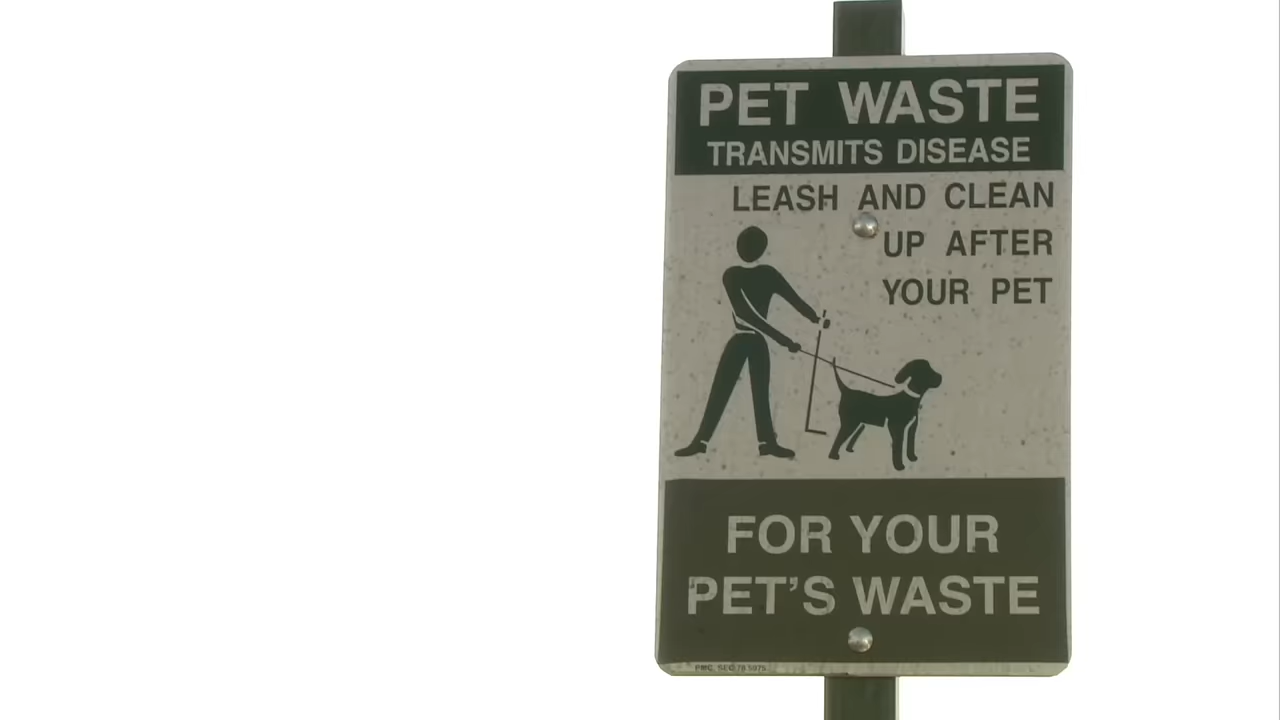 PET WASTE
TRANSMITS DISEASE
LEASH AND CLEAN
UP AFTER
YOUR PET
FOR YOUR
PET'S WASTE